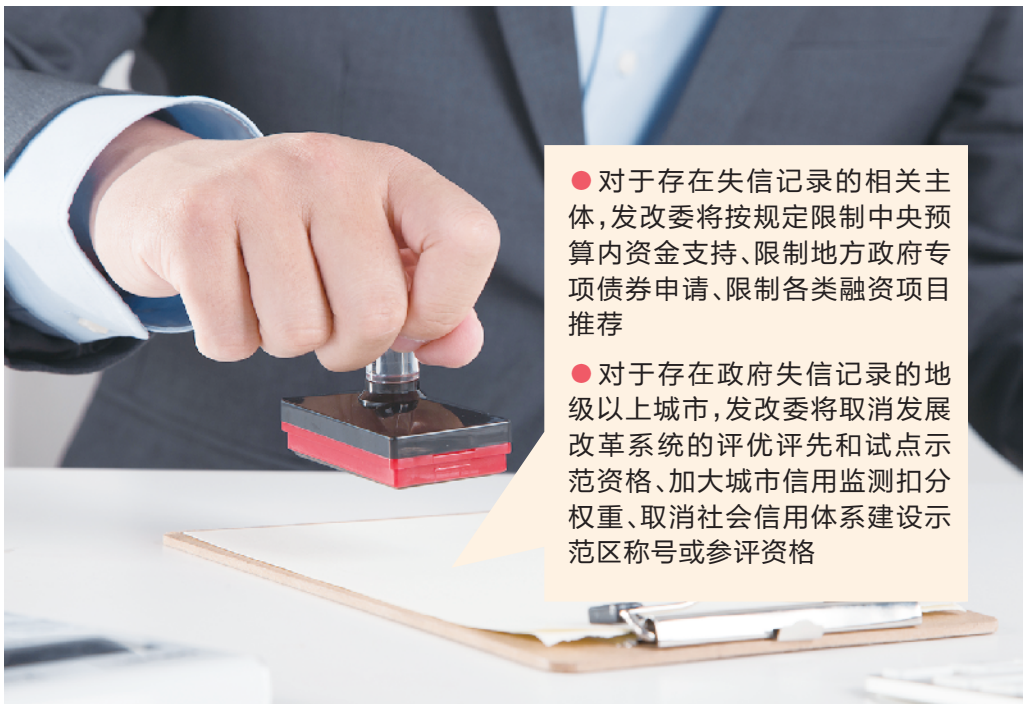 ●对于存在失信记录的相关主
体，发改委将按规定限制中央预
算内资金支持、限制地方政府专
项债券申请、限制各类融资项目
推荐
●对于存在政府失信记录的地
级以上城市，发改委将取消发展
改革系统的评优评先和试点示
范资格、加大城市信用监测扣分
权重、取消社会信用体系建设示
范区称号或参评资格